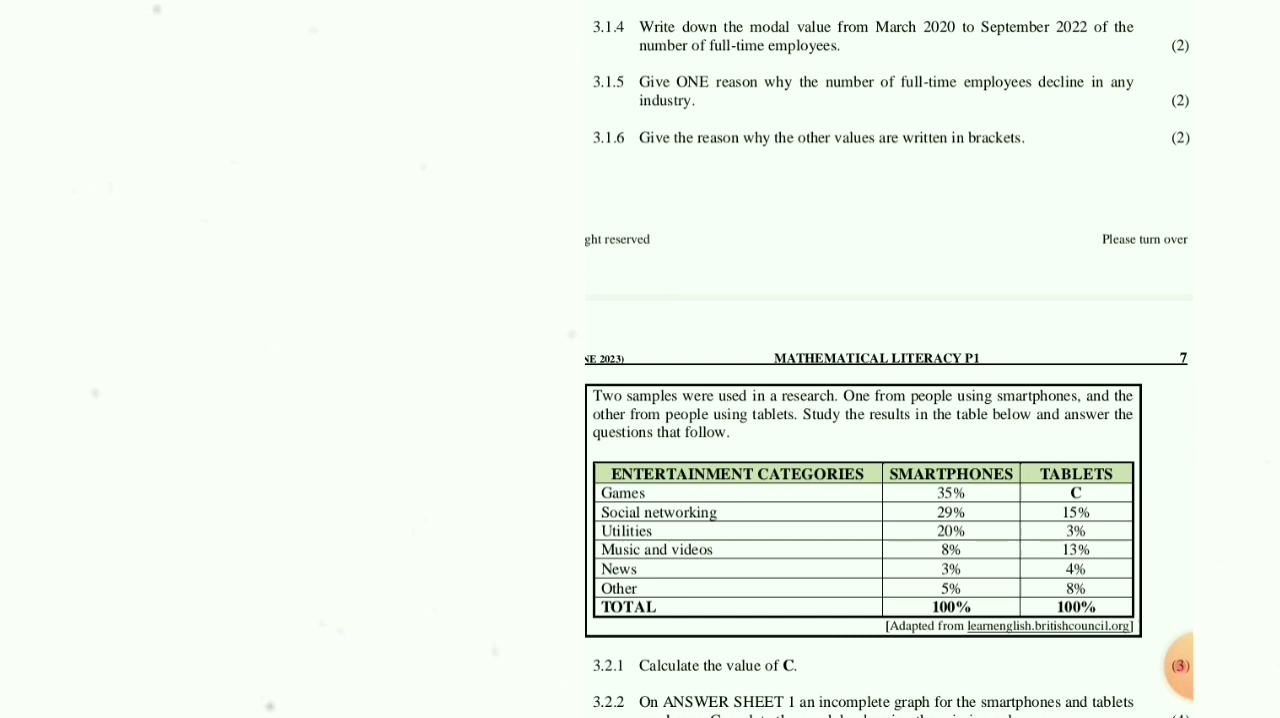 3.1.4 Write down the modal value from March 2020 to September 2022 of the
number of full-time employees. (2)
3.1.5 Give ONE reason why the number of full-time employees decline in any
industry. (2)
3.1.6 Give the reason why the other values are written in brackets. (2)
ght reserved Please turn over
NE 2023) MATHEMATICAL LITERACY P1 7
Two samples were used in a research. One from people using smartphones, and the
other from people using tablets. Study the results in the table below and answer the
questions that follow.
ENTERTAINMENT CATEGORIES SMARTPHONES TABLETS
Games 35% C
Social networking 29% 15%
Utilities 20% 3%
Music and videos 8% 13%
News 3% 4%
Other 5% 8%
TOTAL 100% 100%
[Adapted from learnenglish.britishcouncil.org]
3.2.1 Calculate the value of C. (3)
3.2.2 On ANSWER SHEET 1 an incomplete graph for the smartphones and tablets